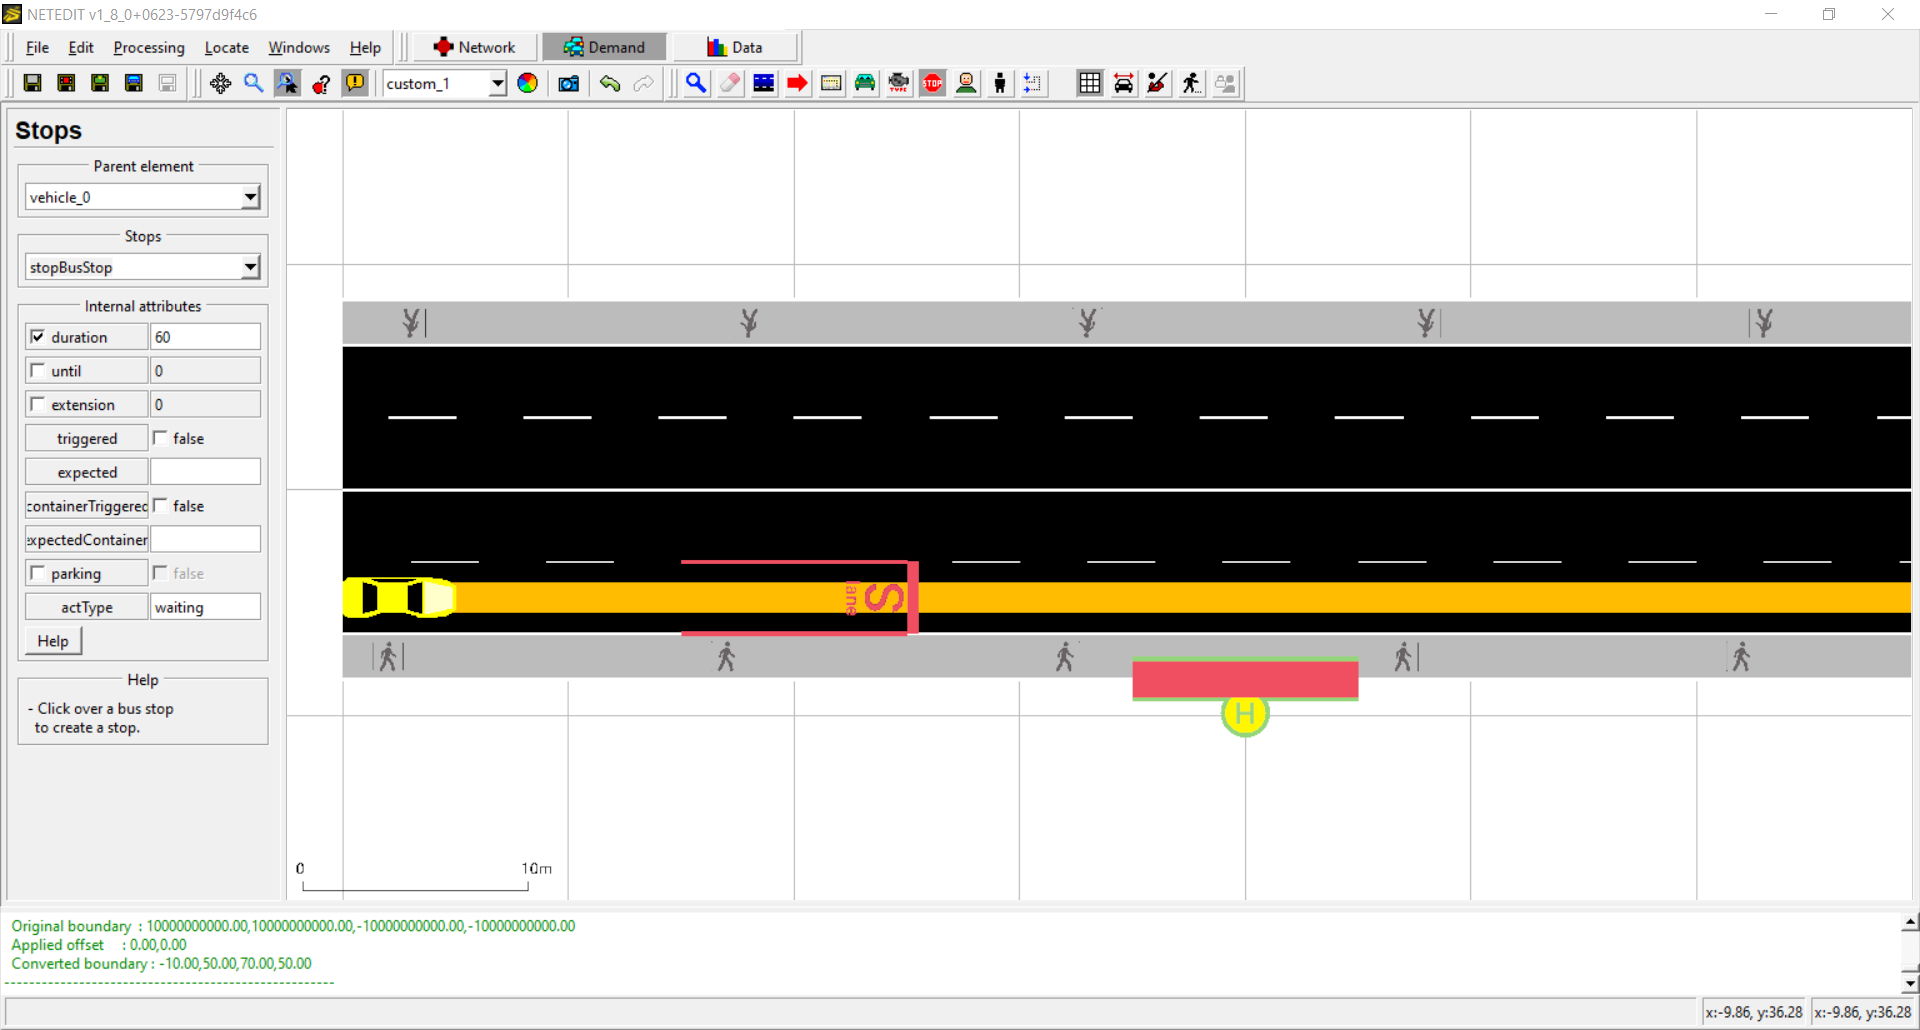 NETEDIT v1_8_0+0623-5797d9f4c6
File Edit Processing Locate Windows Help Network Demand Data
custom_1 TYPE STOP
Stops
Parent element
vehicle_0
Stops
stopBusStop
Internal attributes
duration 60
until 0
extension 0
triggered false
expected
containerTriggered false
expectedContainer
parking false
actType waiting
Help
Help
- Click over a bus stop
to create a stop.
S
lane
H
0 10m
Original boundary : 10000000000.00,10000000000.00,-10000000000.00,-10000000000.00
Applied offset : 0.00,0.00
Converted boundary : -10.00,50.00,70.00,50.00
x:-9.86, y:36.28 x:-9.86, y:36.28